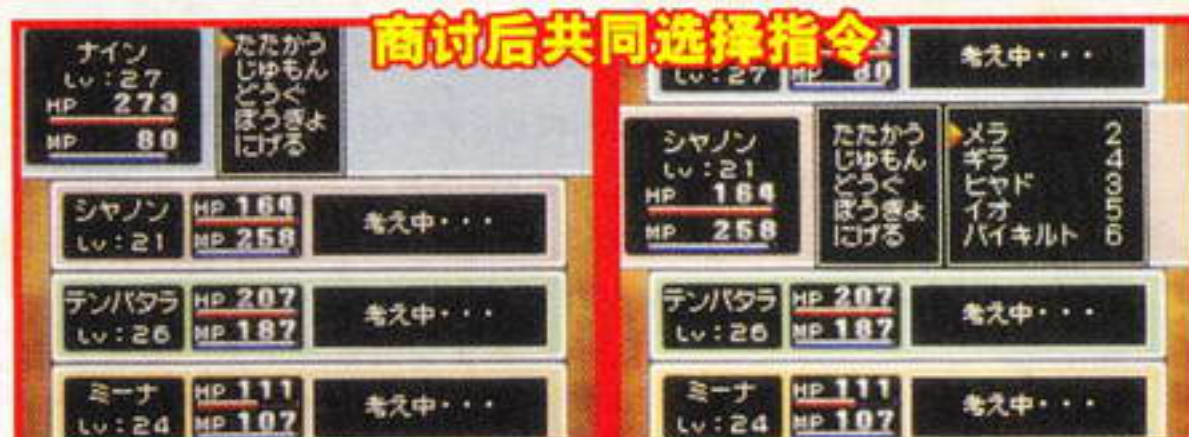 商讨后共同选择指令
ナイン
Lv:27
HP 273
MP 80
たたかう
じゅもん
どうぐ
ぼうぎょ
にげる
シャノン
Lv:21
HP 164
MP 258
考え中・・・
テンパタラ
Lv:26
HP 207
MP 187
考え中・・・
ミーナ
Lv:24
HP 111
MP 107
考え中・・・
Lv:27
MP 80
考え中・・・
シャノン
Lv:21
HP 164
MP 258
たたかう
じゅもん
どうぐ
ぼうぎょ
にげる
メラ 2
ギラ 4
ヒャド 3
イオ 5
バイキルト 6
テンパタラ
Lv:26
HP 207
MP 187
考え中・・・
ミーナ
Lv:24
HP 111
MP 107
考え中・・・